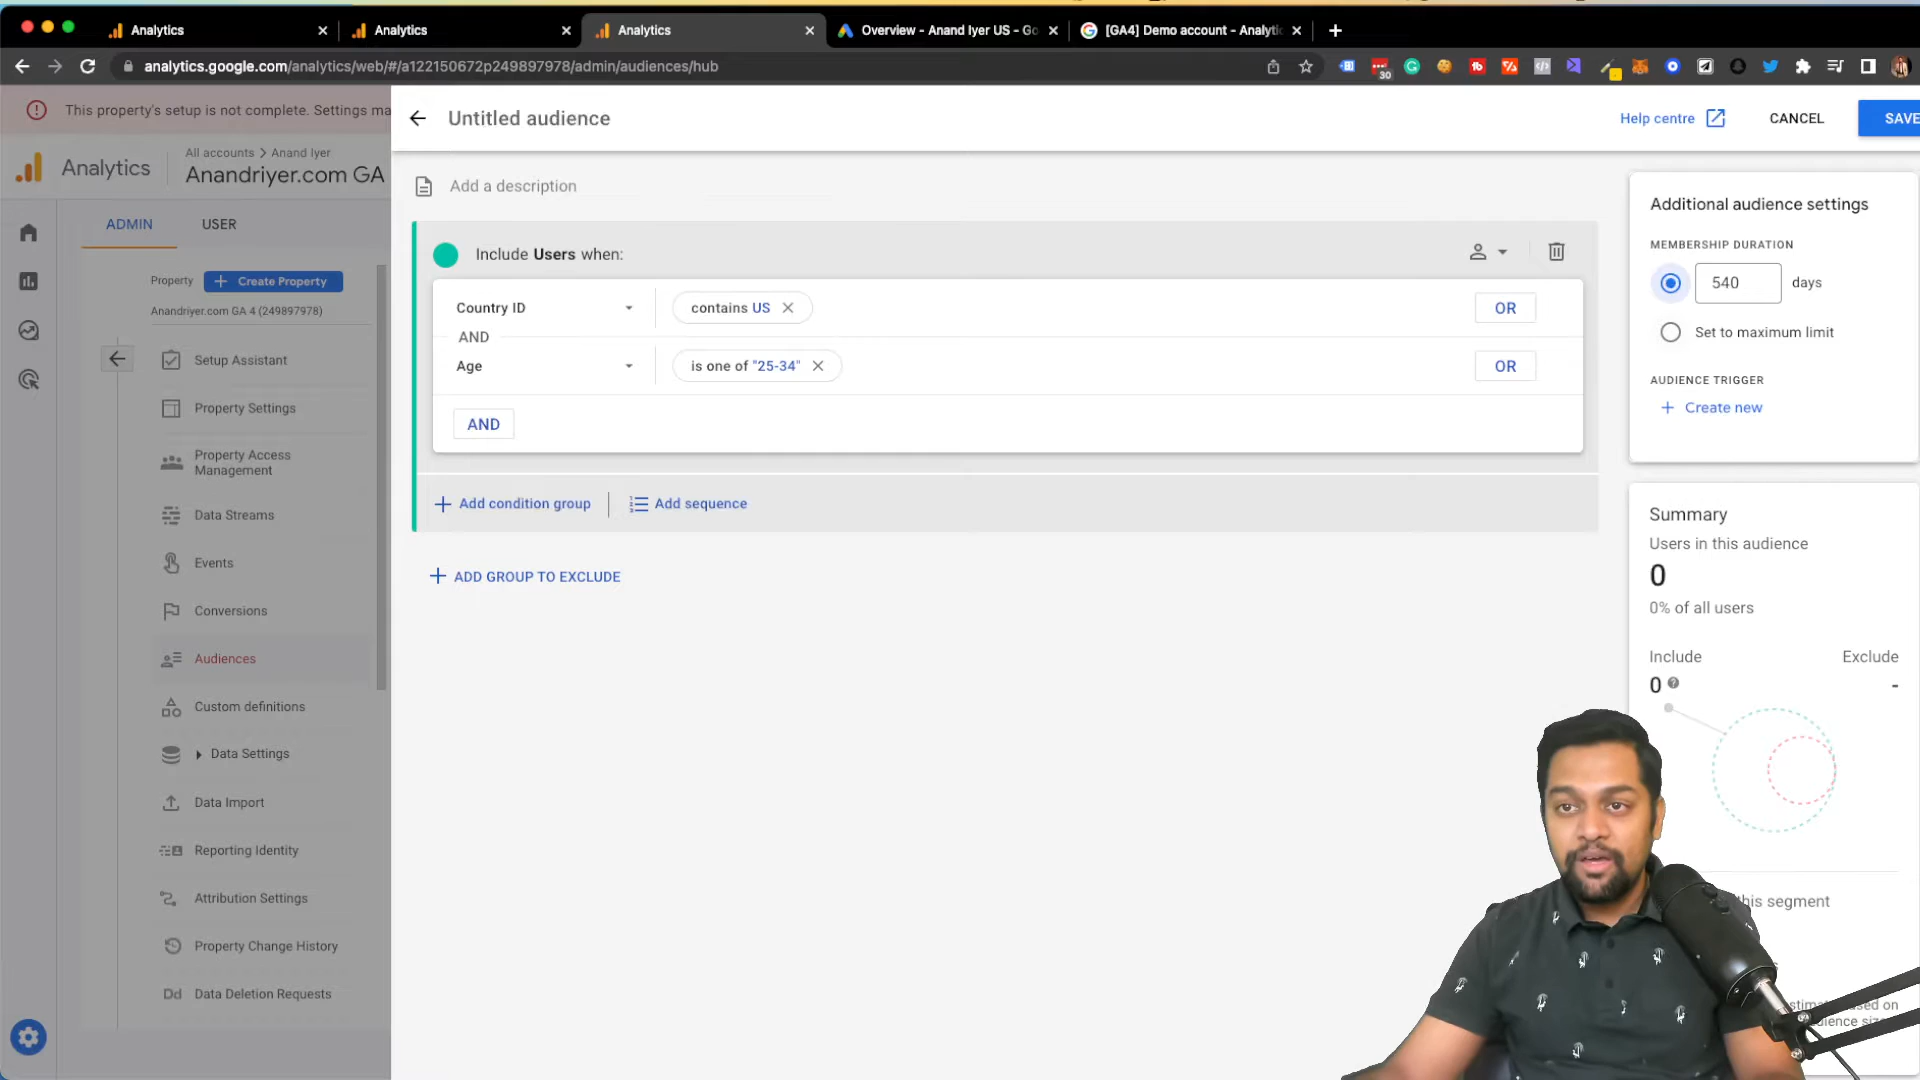 Analytics
Analytics
Analytics
Overview - Anand Iyer US - Go
[GA4] Demo account - Analytic
analytics.google.com/analytics/web/#/a122150672p249897978/admin/audiences/hub
30
This property's setup is not complete. Settings ma
Analytics
All accounts > Anand Iyer
Anandriyer.com GA
ADMIN
USER
Property
Create Property
Anandriyer.com GA 4 (249897978)
Setup Assistant
Property Settings
Property Access
Management
Data Streams
Events
Conversions
Audiences
Custom definitions
Data Settings
Data Import
Reporting Identity
Attribution Settings
Property Change History
Dd Data Deletion Requests
Untitled audience
Help centre
CANCEL
SAVE
Add a description
Include Users when:
Country ID
contains US
OR
AND
Age
is one of "25-34"
OR
AND
Add condition group
Add sequence
ADD GROUP TO EXCLUDE
Additional audience settings
MEMBERSHIP DURATION
540 days
Set to maximum limit
AUDIENCE TRIGGER
Create new
Summary
Users in this audience
0
0% of all users
Include
Exclude
0
-
this segment